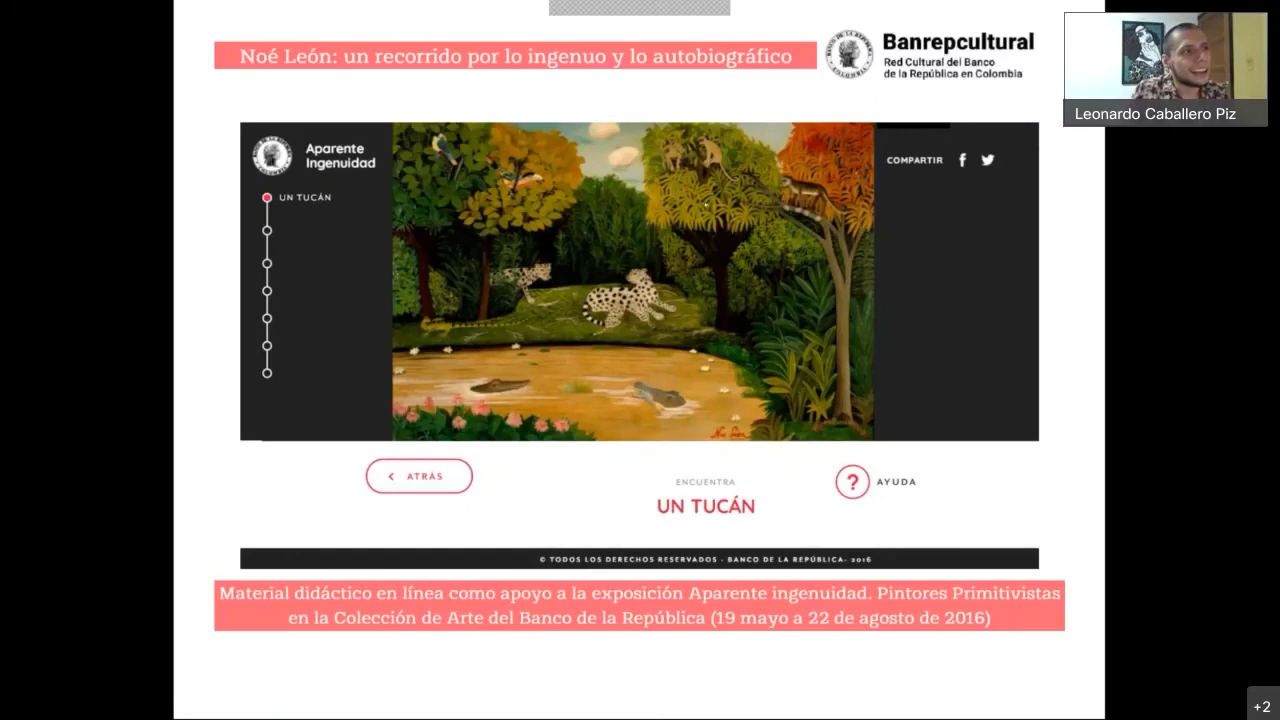 Noé León: un recorrido por lo ingenuo y lo autobiográfico
Banrepcultural
Red Cultural del Banco
de la República en Colombia
Leonardo Caballero Piz
Aparente
Ingenuidad
UN TUCÁN
COMPARTIR
ATRÁS
ENCUENTRA
UN TUCÁN
? AYUDA
© TODOS LOS DERECHOS RESERVADOS - BANCO DE LA REPÚBLICA- 2016
Material didáctico en línea como apoyo a la exposición Aparente ingenuidad. Pintores Primitivistas
en la Colección de Arte del Banco de la República (19 mayo a 22 de agosto de 2016)
+2